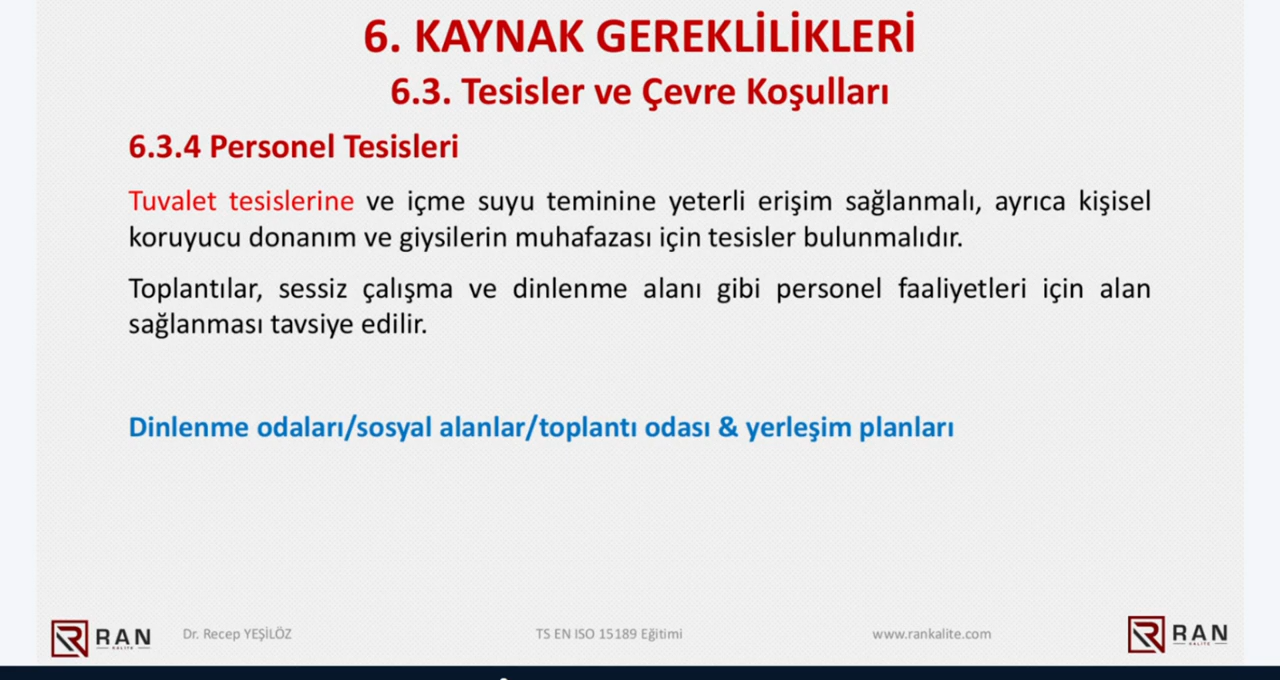 6. KAYNAK GEREKLİLİKLERİ
6.3. Tesisler ve Çevre Koşulları
6.3.4 Personel Tesisleri
Tuvalet tesislerine ve içme suyu teminine yeterli erişim sağlanmalı, ayrıca kişisel
koruyucu donanım ve giysilerin muhafazası için tesisler bulunmalıdır.
Toplantılar, sessiz çalışma ve dinlenme alanı gibi personel faaliyetleri için alan
sağlanması tavsiye edilir.
Dinlenme odaları/sosyal alanlar/toplantı odası & yerleşim planları
RAN
KALİTE
Dr. Recep YEŞİLÖZ
TS EN ISO 15189 Eğitimi
www.rankalite.com
RAN
KALİTE